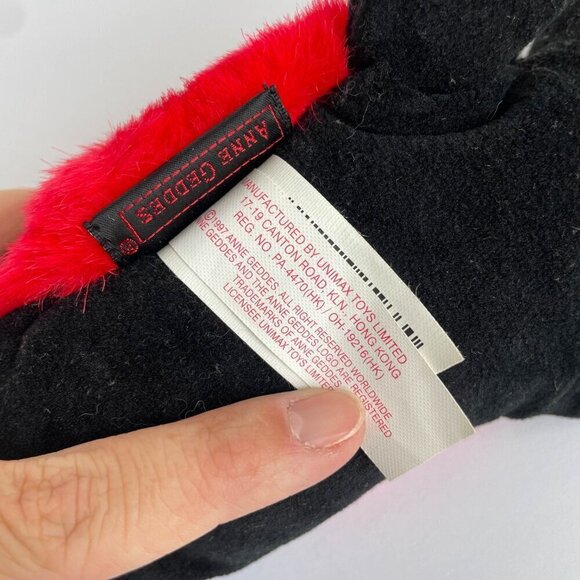 ANNE GEDDES®
MANUFACTURED BY UNIMAX TOYS LIMITED
17-19 CANTON ROAD, KLN., HONG KONG
REG. NO PA-4470(HK) / OH-19216(HK)
©1997 ANNE GEDDES. ALL RIGHT RESERVED WORLDWIDE
ANNE GEDDES AND THE ANNE GEDDES LOGO ARE REGISTERED
TRADEMARKS OF ANNE GEDDES
LICENSEE UNIMAX TOYS LIMITED